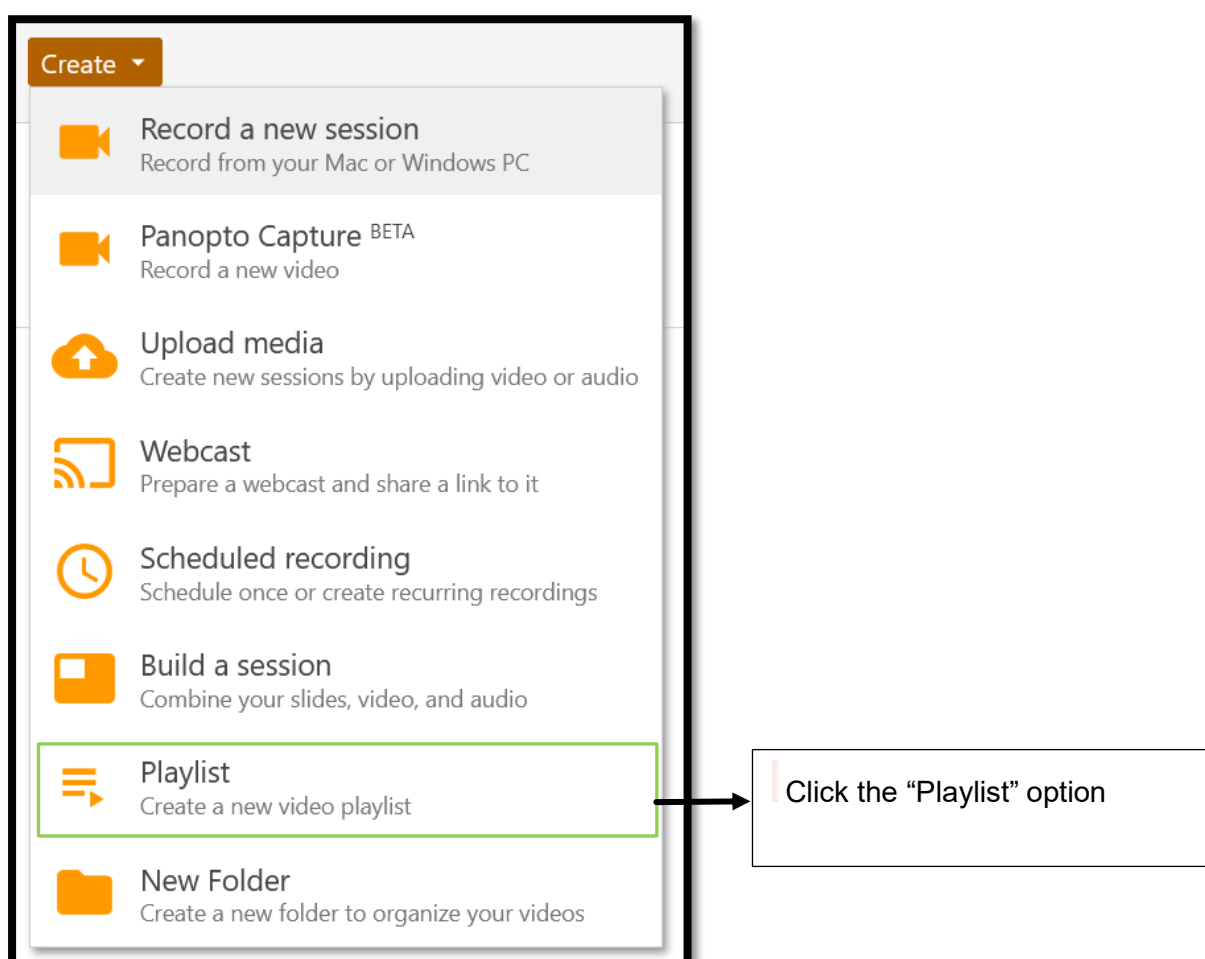 Create
Record a new session
Record from your Mac or Windows PC
Panopto Capture BETA
Record a new video
Upload media
Create new sessions by uploading video or audio
Webcast
Prepare a webcast and share a link to it
Scheduled recording
Schedule once or create recurring recordings
Build a session
Combine your slides, video, and audio
Playlist
Create a new video playlist
Click the “Playlist” option
New Folder
Create a new folder to organize your videos